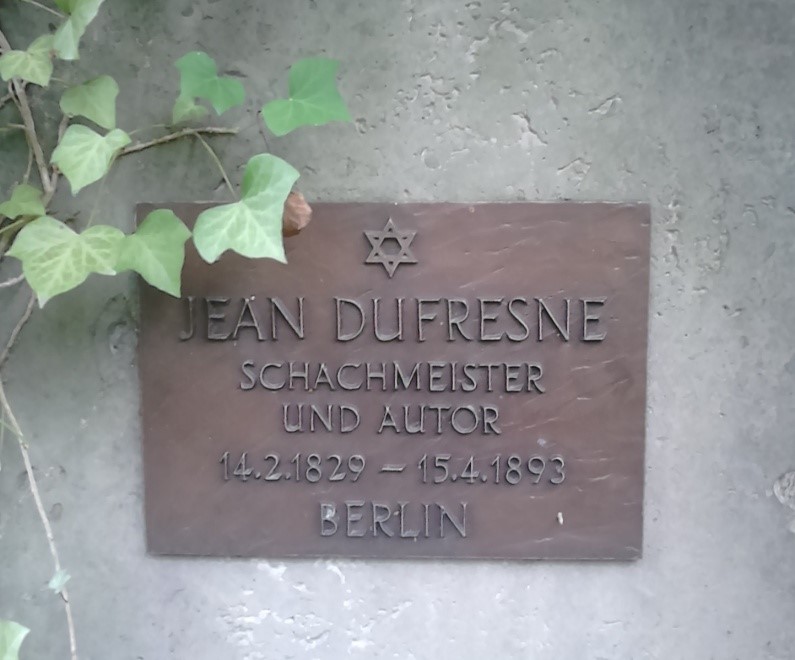 JEAN DUFRESNE
SCHACHMEISTER
UND AUTOR
14.2.1829 – 15.4.1893
BERLIN